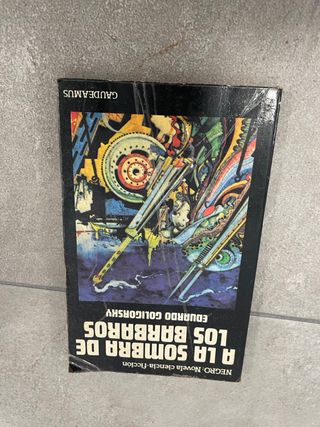 NEGRO. Novela ciencia-ficción
A LA SOMBRA DE
LOS BARBAROS
EDUARDO GOLIGORSKY
GAUDEAMUS